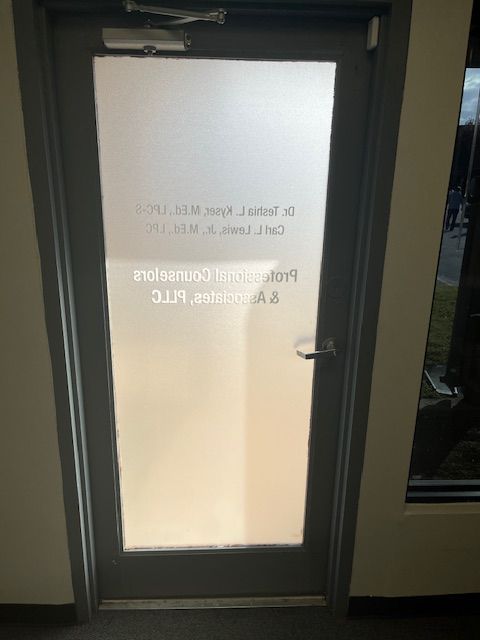 Dr. Teshia L. Kyser, M.Ed., LPC-S
Carl L. Lewis, Jr., M.Ed., LPC
Professional Counselors
& Associates, PLLC